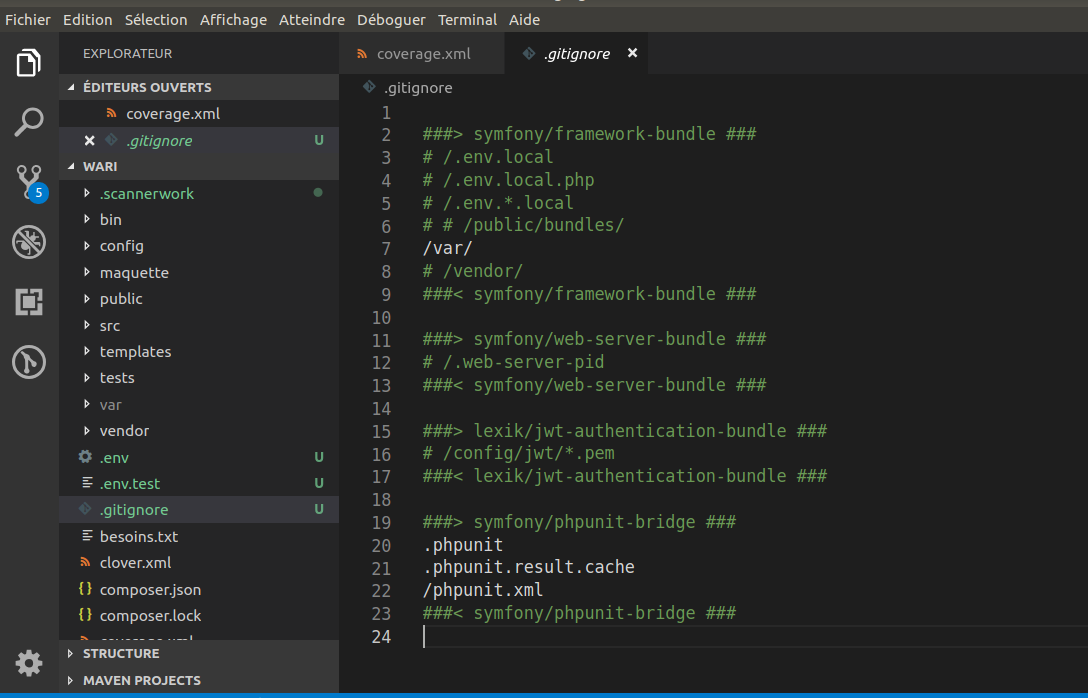 Fichier Edition Sélection Affichage Atteindre Déboguer Terminal Aide
EXPLORATEUR
ÉDITEURS OUVERTS
coverage.xml
.gitignore U
WARI
.scannerwork
bin
config
maquette
public
src
templates
tests
var
vendor
.env U
.env.test U
.gitignore U
besoins.txt
clover.xml
composer.json
composer.lock
STRUCTURE
MAVEN PROJECTS
5
coverage.xml
.gitignore
.gitignore
1
2 ###> symfony/framework-bundle ###
3 # /.env.local
4 # /.env.local.php
5 # /.env.*.local
6 # # /public/bundles/
7 /var/
8 # /vendor/
9 ###< symfony/framework-bundle ###
10
11 ###> symfony/web-server-bundle ###
12 # /.web-server-pid
13 ###< symfony/web-server-bundle ###
14
15 ###> lexik/jwt-authentication-bundle ###
16 # /config/jwt/*.pem
17 ###< lexik/jwt-authentication-bundle ###
18
19 ###> symfony/phpunit-bridge ###
20 .phpunit
21 .phpunit.result.cache
22 /phpunit.xml
23 ###< symfony/phpunit-bridge ###
24